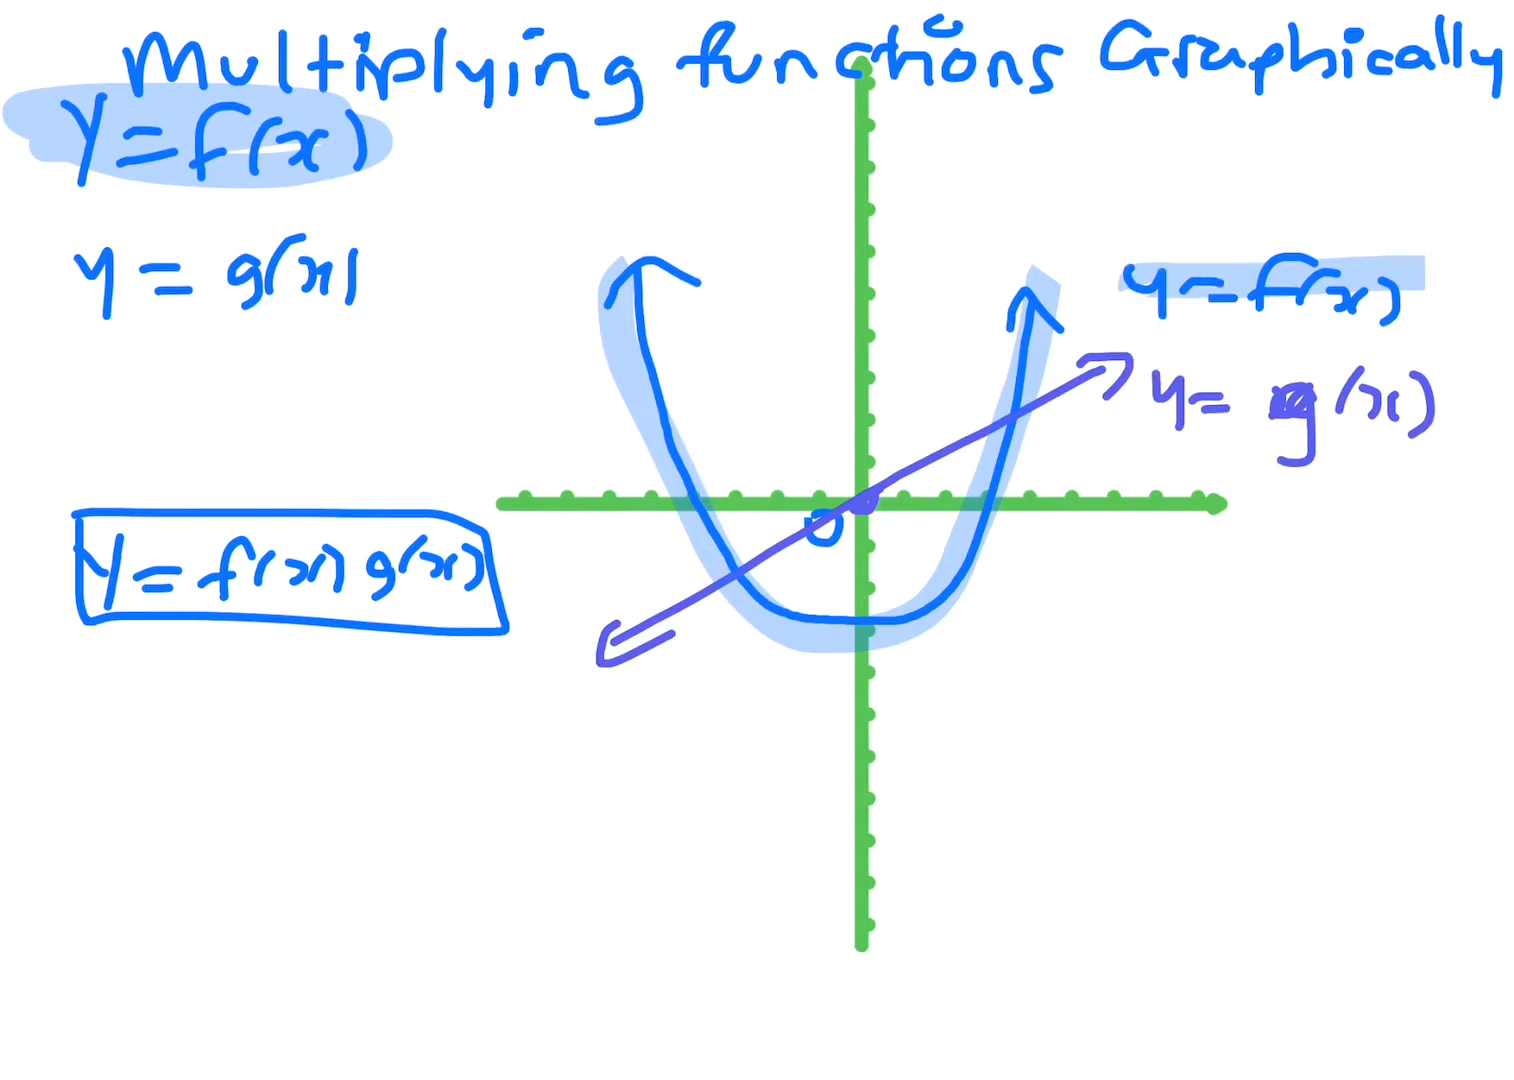 Multiplying functions Graphically
y=f(x)
y = g(x)
y=f(x)
y= g(x)
0
y = f(x) g(x)